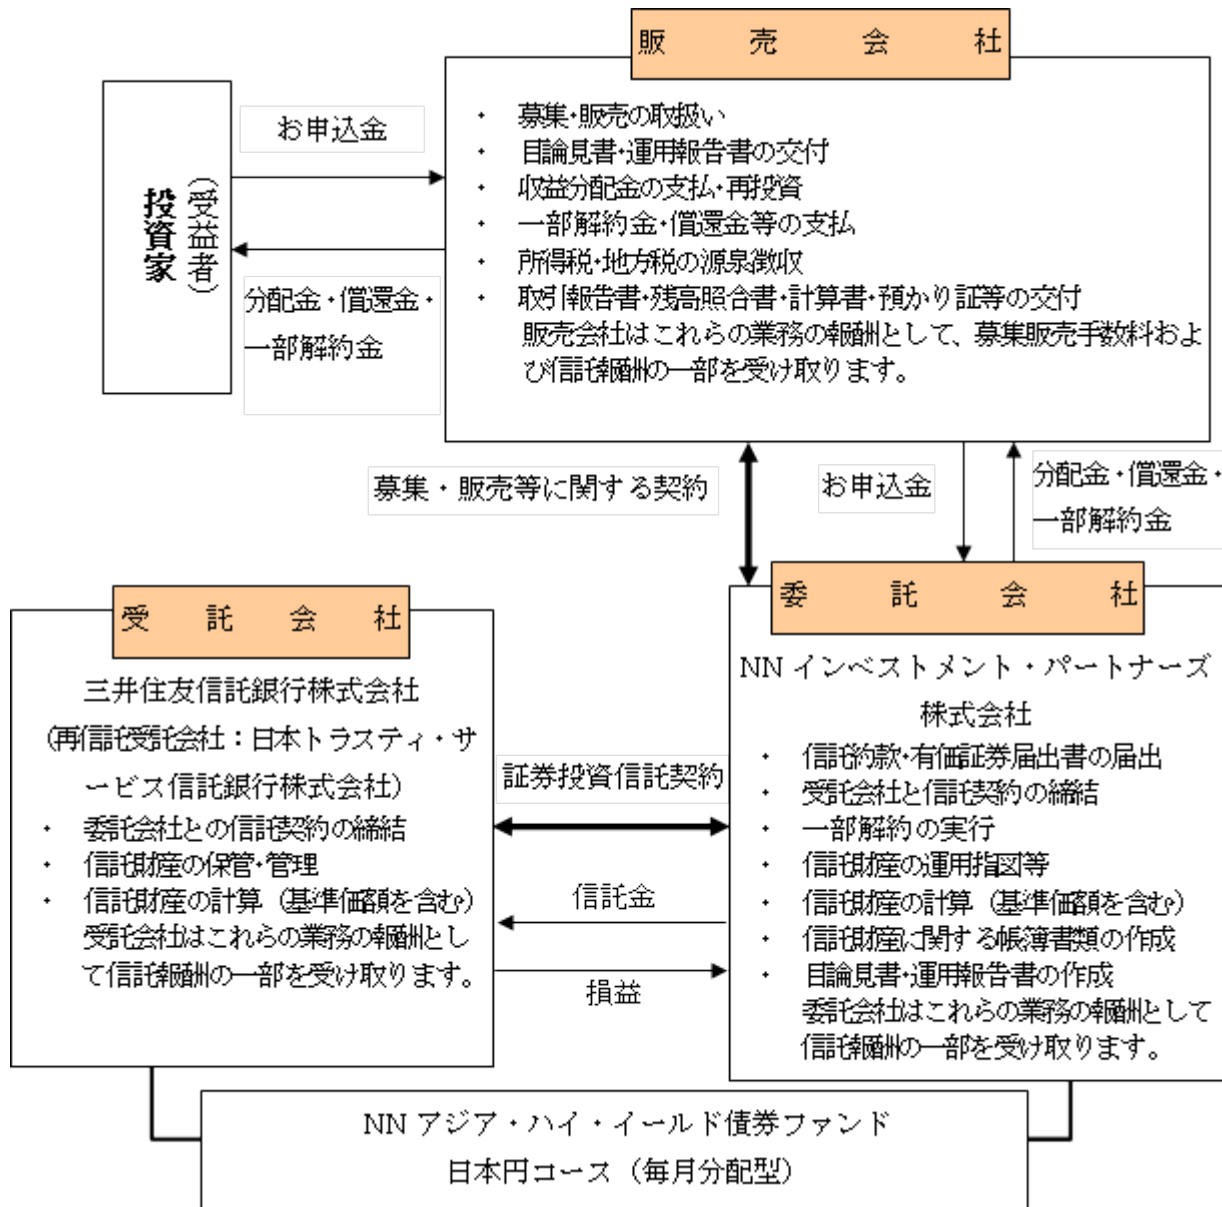 販売会社
・ 募集・販売の取扱い
・ 目論見書・運用報告書の交付
・ 収益分配金の支払・再投資
・ 一部解約金・償還金等の支払
・ 所得税・地方税の源泉徴収
・ 取引報告書・残高照合書・計算書・預かり証等の交付
販売会社はこれらの業務の報酬として、募集販売手数料およ
び信託報酬の一部を受け取ります。
お申込金
投資家
（受益者）
分配金・償還金・
一部解約金
募集・販売等に関する契約
お申込金
分配金・償還金・
一部解約金
受託会社
三井住友信託銀行株式会社
（再信託受託会社：日本トラスティ・サ
ービス信託銀行株式会社）
・ 委託会社との信託契約の締結
・ 信託財産の保管・管理
・ 信託財産の計算（基準価額を含む）
受託会社はこれらの業務の報酬とし
て信託報酬の一部を受け取ります。
証券投資信託契約
信託金
損益
委託会社
NN インベストメント・パートナーズ
株式会社
・ 信託約款・有価証券届出書の届出
・ 受託会社と信託契約の締結
・ 一部解約の実行
・ 信託財産の運用指図等
・ 信託財産の計算（基準価額を含む）
・ 信託財産に関する帳簿書類の作成
・ 目論見書・運用報告書の作成
委託会社はこれらの業務の報酬として
信託報酬の一部を受け取ります。
NN アジア・ハイ・イールド債券ファンド
日本円コース（毎月分配型）